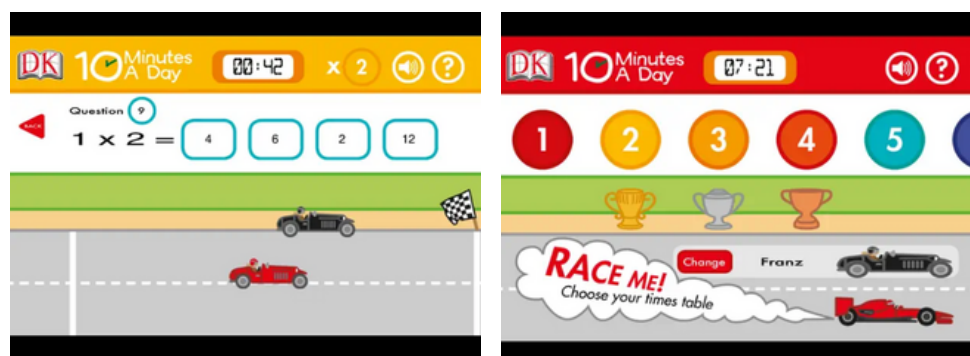 DK 10 Minutes A Day 00:42 x 2 ?
Question 9
BACK
1 x 2 = 4 6 2 12
DK 10 Minutes A Day 07:21 ?
1 2 3 4 5
RACE ME!
Choose your times table
Change Franz